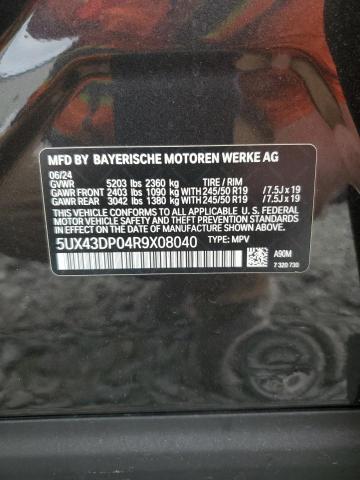 MFD BY BAYERISCHE MOTOREN WERKE AG
06/24
GVWR 5203 lbs 2360 kg TIRE / RIM
GAWR FRONT 2403 lbs 1090 kg WITH 245/50 R19 /7.5J x 19
GAWR REAR 3042 lbs 1380 kg WITH 245/50 R19 /7.5J x 19
THIS VEHICLE CONFORMS TO ALL APPLICABLE U.S. FEDERAL MOTOR
VEHICLE SAFETY, BUMPER, AND THEFT PREVENTION STANDARDS
IN EFFECT ON THE DATE OF MANUFACTURE SHOWN ABOVE.
5UX43DP04R9X08040 TYPE: MPV
A90M
7 320 730